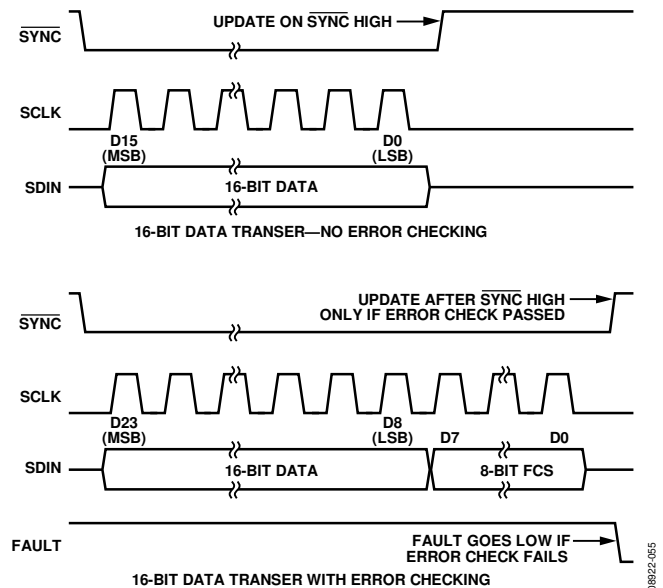 UPDATE ON SYNC HIGH
SYNC
SCLK
D15
(MSB)
D0
(LSB)
SDIN
16-BIT DATA
16-BIT DATA TRANSER—NO ERROR CHECKING
UPDATE AFTER SYNC HIGH
ONLY IF ERROR CHECK PASSED
SYNC
SCLK
D23
(MSB)
D8
(LSB)
D7
D0
SDIN
16-BIT DATA
8-BIT FCS
FAULT
FAULT GOES LOW IF
ERROR CHECK FAILS
16-BIT DATA TRANSER WITH ERROR CHECKING
08922-055